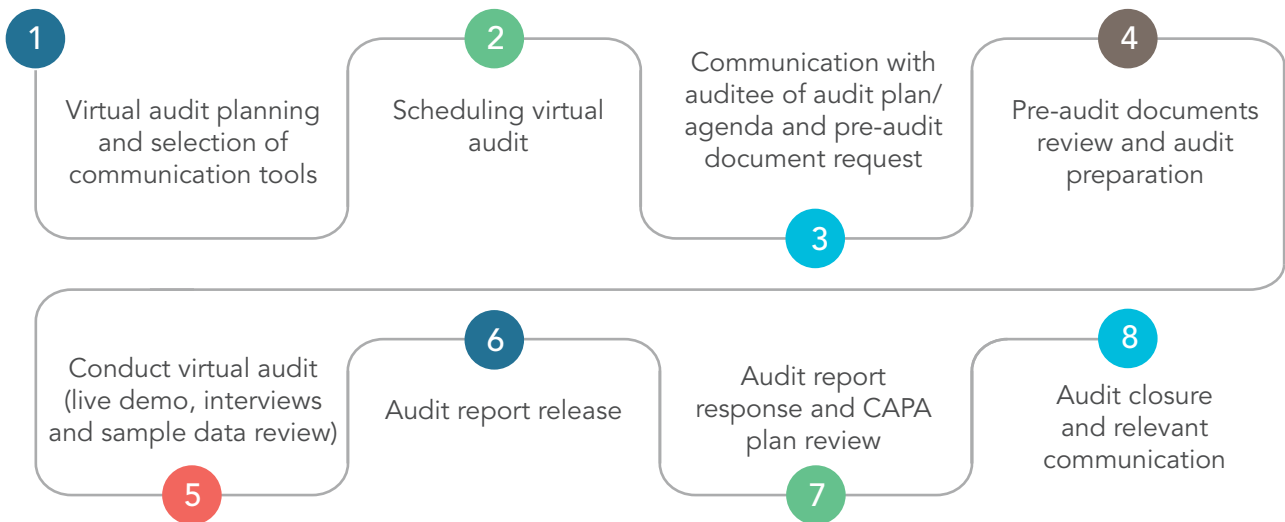 1
Virtual audit planning
and selection of
communication tools
2
Scheduling virtual
audit
Communication with
auditee of audit plan/
agenda and pre-audit
document request
3
4
Pre-audit documents
review and audit
preparation
Conduct virtual audit
(live demo, interviews
and sample data review)
5
6
Audit report release
Audit report
response and CAPA
plan review
7
8
Audit closure
and relevant
communication